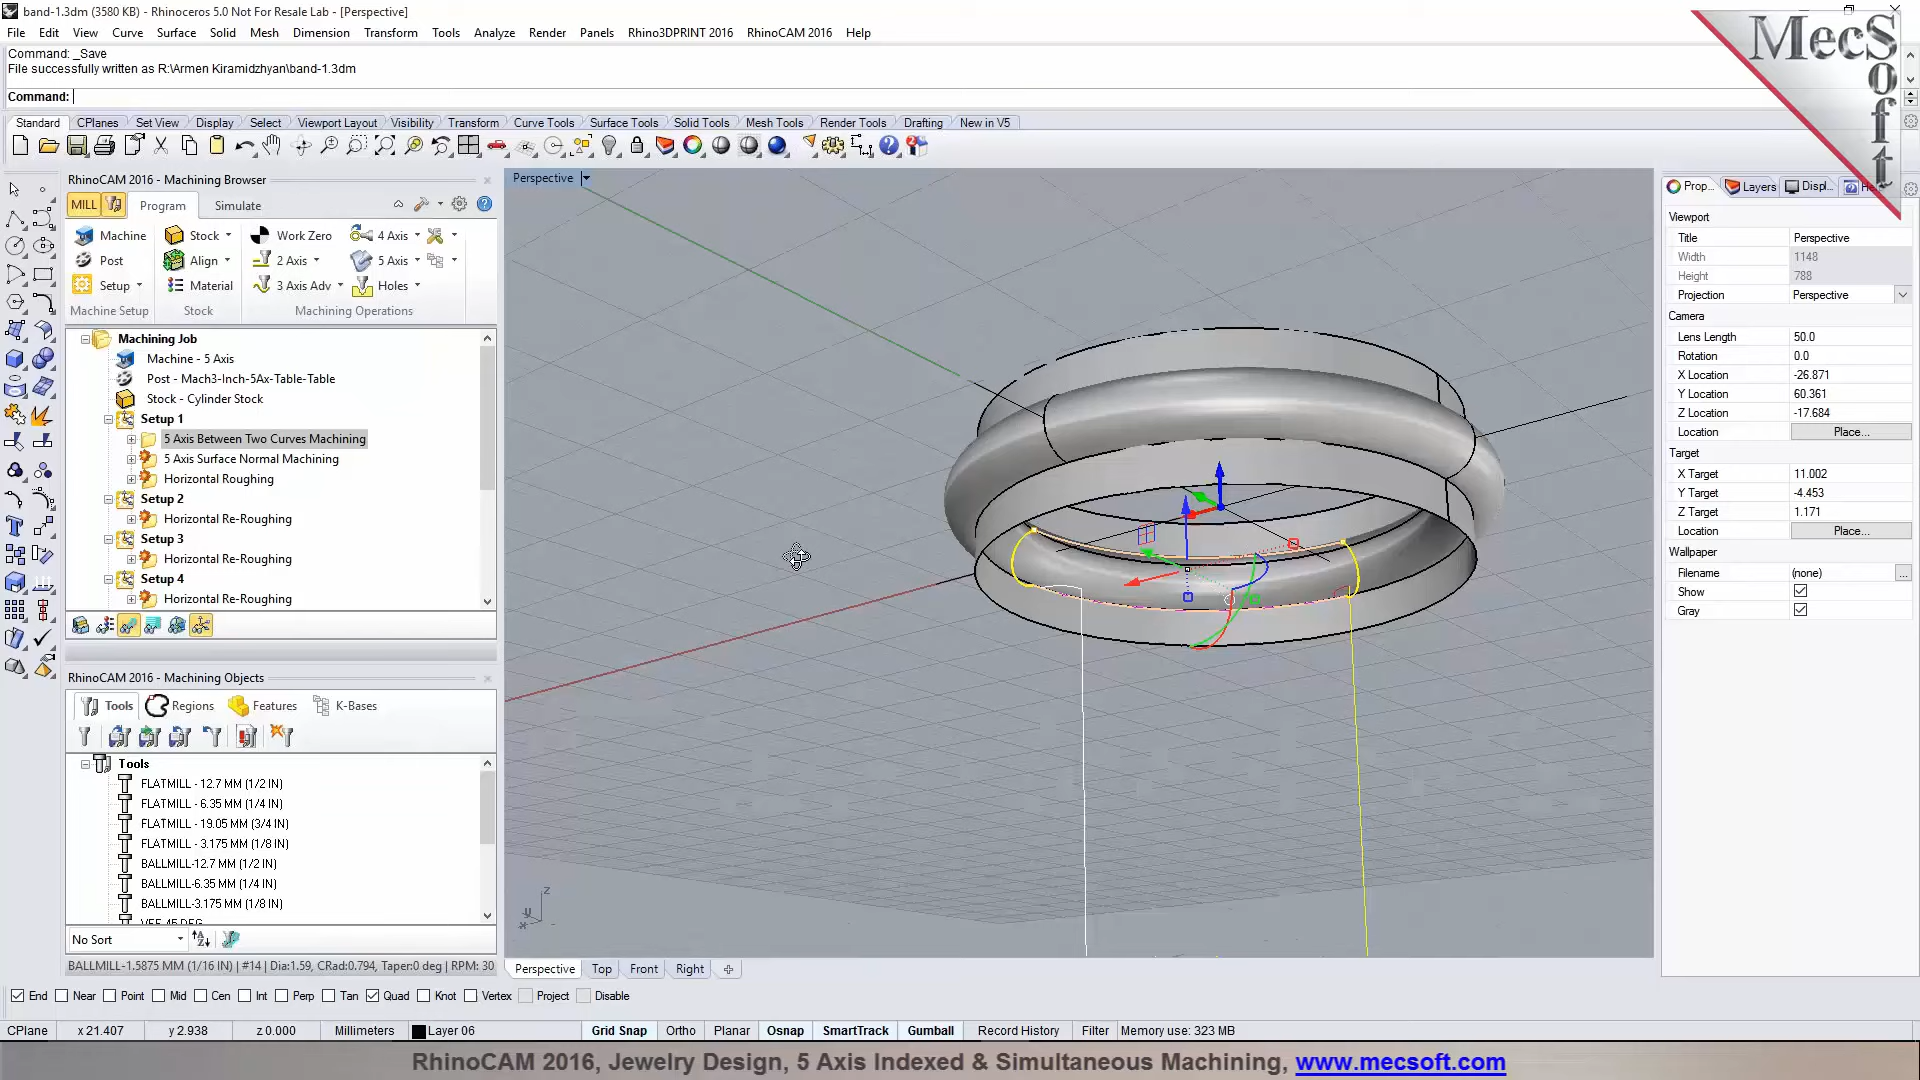 band-1.3dm (3580 KB) - Rhinoceros 5.0 Not For Resale Lab - [Perspective]
File Edit View Curve Surface Solid Mesh Dimension Transform Tools Analyze Render Panels Rhino3DPRINT 2016 RhinoCAM 2016 Help
MecSoft
Command: _Save
File successfully written as R:\Armen Kiramidzhyan\band-1.3dm
Command:
Standard CPlanes Set View Display Select Viewport Layout Visibility Transform Curve Tools Surface Tools Solid Tools Mesh Tools Render Tools Drafting New in V5
RhinoCAM 2016 - Machining Browser
MILL Program Simulate
Machine Stock Work Zero 4 Axis
Post Align 2 Axis 5 Axis
Setup Material 3 Axis Adv Holes
Machine Setup Stock Machining Operations
Machining Job
Machine - 5 Axis
Post - Mach3-Inch-5Ax-Table-Table
Stock - Cylinder Stock
Setup 1
5 Axis Between Two Curves Machining
5 Axis Surface Normal Machining
Horizontal Roughing
Setup 2
Horizontal Re-Roughing
Setup 3
Horizontal Re-Roughing
Setup 4
Horizontal Re-Roughing
RhinoCAM 2016 - Machining Objects
Tools Regions Features K-Bases
Tools
FLATMILL - 12.7 MM (1/2 IN)
FLATMILL - 6.35 MM (1/4 IN)
FLATMILL - 19.05 MM (3/4 IN)
FLATMILL - 3.175 MM (1/8 IN)
BALLMILL-12.7 MM (1/2 IN)
BALLMILL-6.35 MM (1/4 IN)
BALLMILL-3.175 MM (1/8 IN)
VEE 45 DEG
No Sort
BALLMILL-1.5875 MM (1/16 IN) | #14 | Dia:1.59, CRad:0.794, Taper:0 deg | RPM: 30
Perspective
z
y
x
Perspective Top Front Right
Prop... Layers Displ...
Viewport
Title Perspective
Width 1148
Height 788
Projection Perspective
Camera
Lens Length 50.0
Rotation 0.0
X Location -26.871
Y Location 60.361
Z Location -17.684
Location Place...
Target
X Target 11.002
Y Target -4.453
Z Target 1.171
Location Place...
Wallpaper
Filename (none) ...
Show
Gray
End Near Point Mid Cen Int Perp Tan Quad Knot Vertex Project Disable
CPlane x 21.407 y 2.938 z 0.000 Millimeters Layer 06 Grid Snap Ortho Planar Osnap SmartTrack Gumball Record History Filter Memory use: 323 MB
RhinoCAM 2016, Jewelry Design, 5 Axis Indexed & Simultaneous Machining, www.mecsoft.com